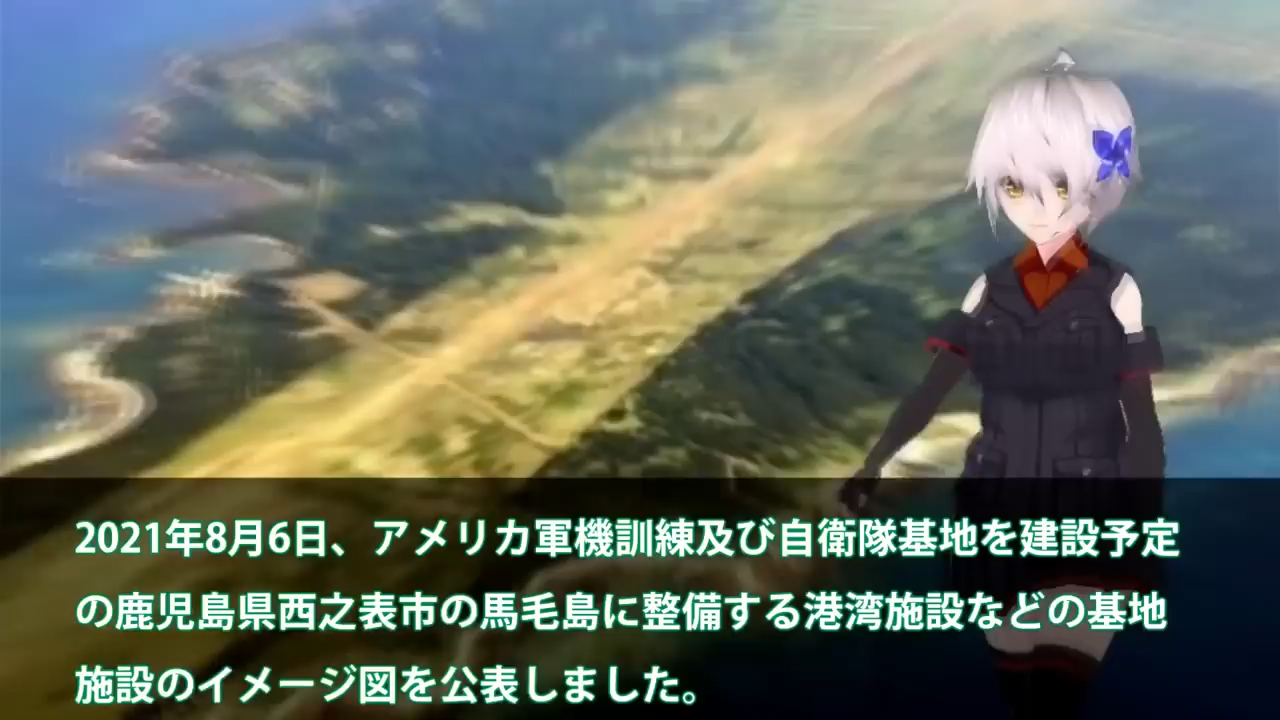 2021年8月6日、アメリカ軍機訓練及び自衛隊基地を建設予定
の鹿児島県西之表市の馬毛島に整備する港湾施設などの基地
施設のイメージ図を公表しました。